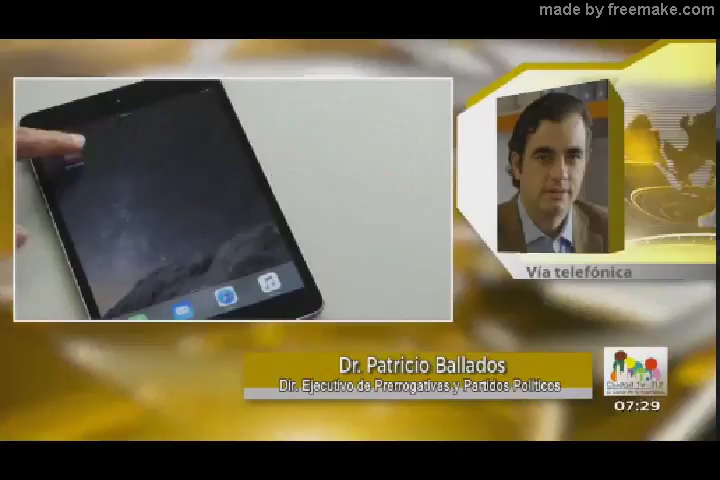 made by freemake.com
Vía telefónica
Dr. Patricio Ballados
Dir. Ejecutivo de Prerrogativas y Partidos Políticos
07:29